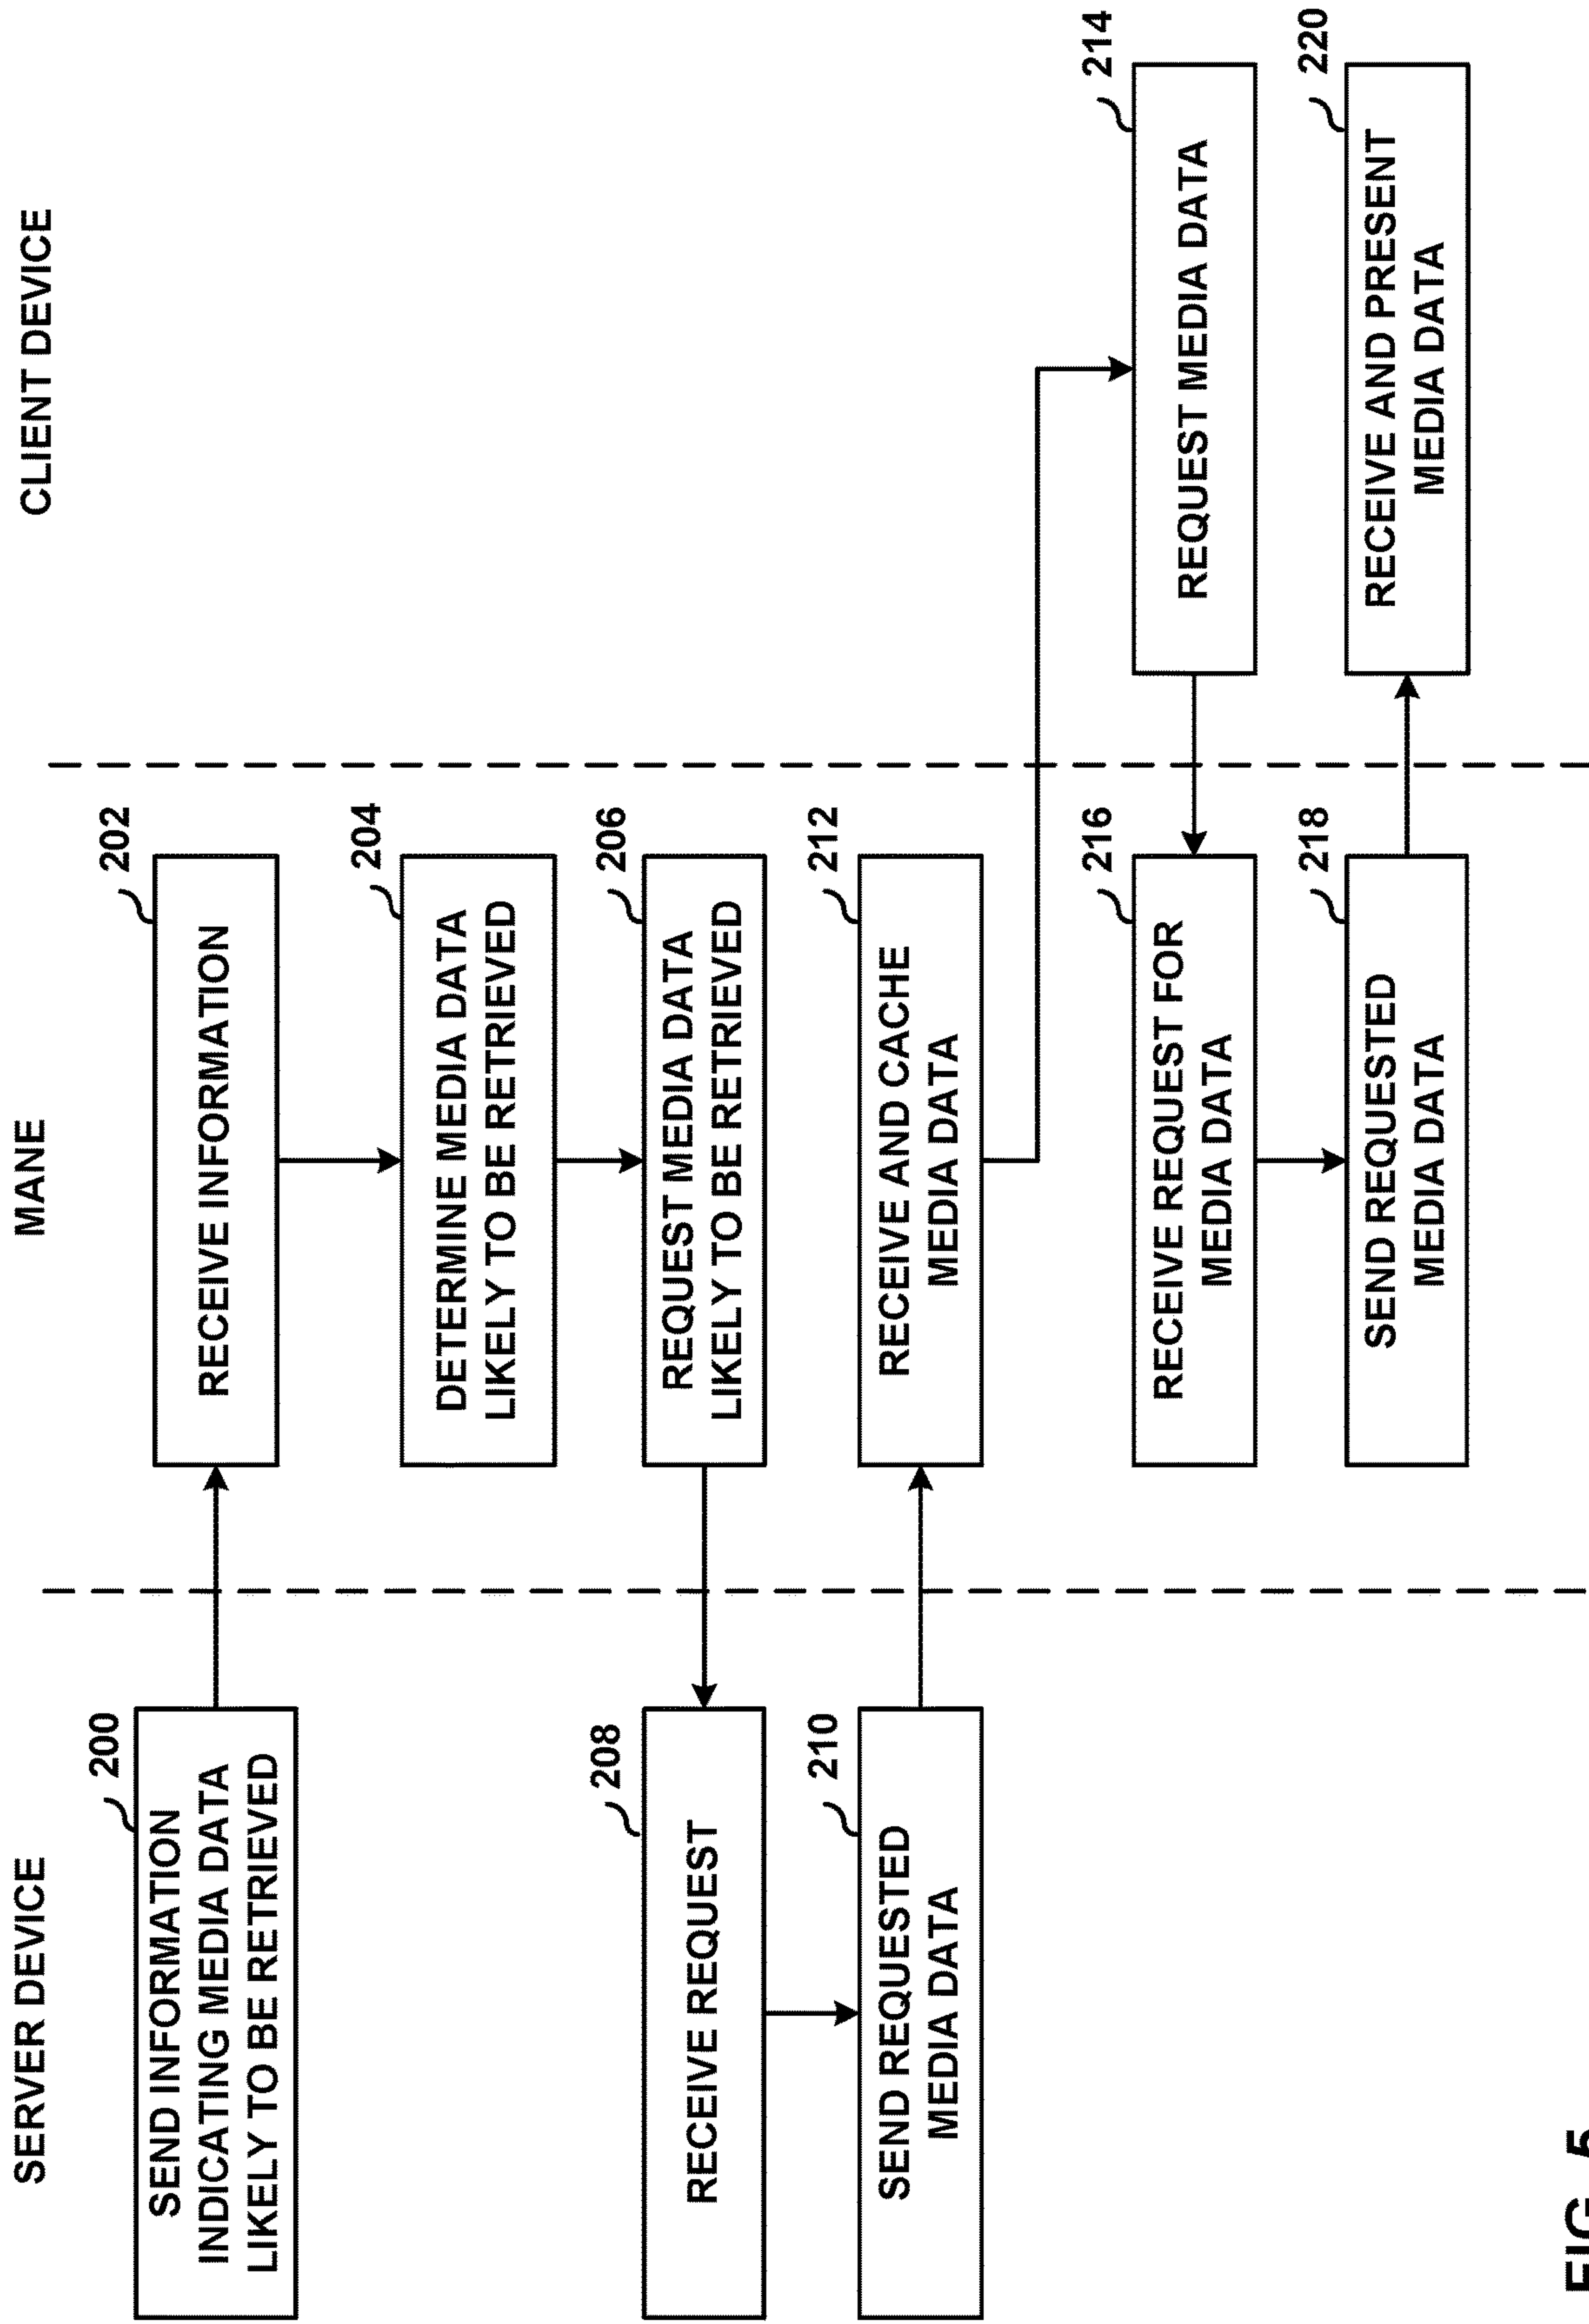 SERVER DEVICE
MANE
CLIENT DEVICE
200
SEND INFORMATION
INDICATING MEDIA DATA
LIKELY TO BE RETRIEVED
202
RECEIVE INFORMATION
204
DETERMINE MEDIA DATA
LIKELY TO BE RETRIEVED
206
REQUEST MEDIA DATA
LIKELY TO BE RETRIEVED
208
RECEIVE REQUEST
210
SEND REQUESTED
MEDIA DATA
212
RECEIVE AND CACHE
MEDIA DATA
214
REQUEST MEDIA DATA
216
RECEIVE REQUEST FOR
MEDIA DATA
218
SEND REQUESTED
MEDIA DATA
220
RECEIVE AND PRESENT
MEDIA DATA
FIG. 5